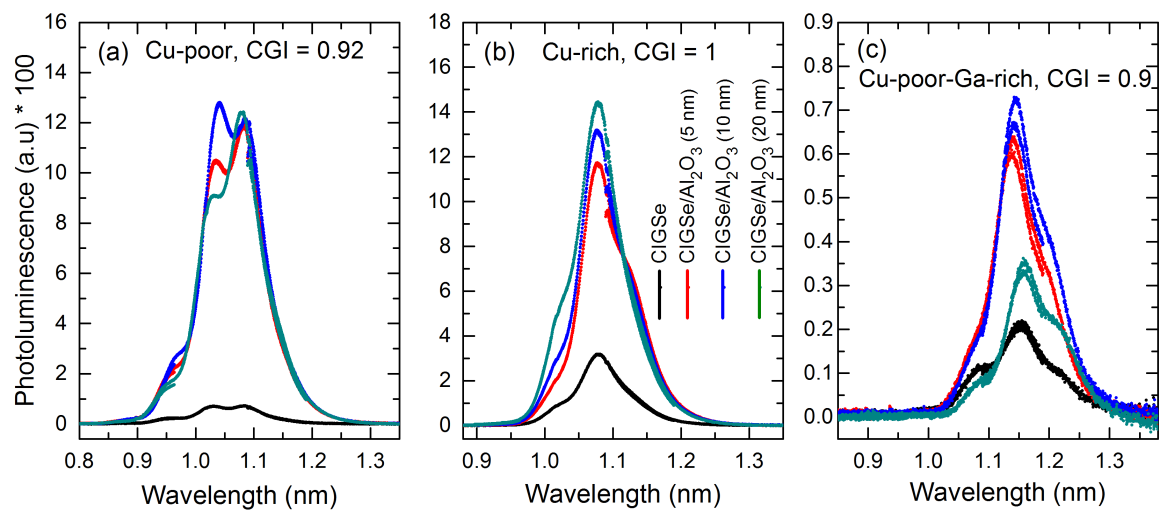 (a) Cu-poor, CGI = 0.92
(b) Cu-rich, CGI = 1
(c)
Cu-poor-Ga-rich, CGI = 0.9
Photoluminescence (a.u) * 100
16
14
12
10
8
6
4
2
0
0.8 0.9 1.0 1.1 1.2 1.3
Wavelength (nm)
18
16
14
12
10
8
6
4
2
0
CIGSe
CIGSe/Al2O3 (5 nm)
CIGSe/Al2O3 (10 nm)
CIGSe/Al2O3 (20 nm)
0.9 1.0 1.1 1.2 1.3
Wavelength (nm)
0.9
0.8
0.7
0.6
0.5
0.4
0.3
0.2
0.1
0.0
0.9 1.0 1.1 1.2 1.3
Wavelength (nm)